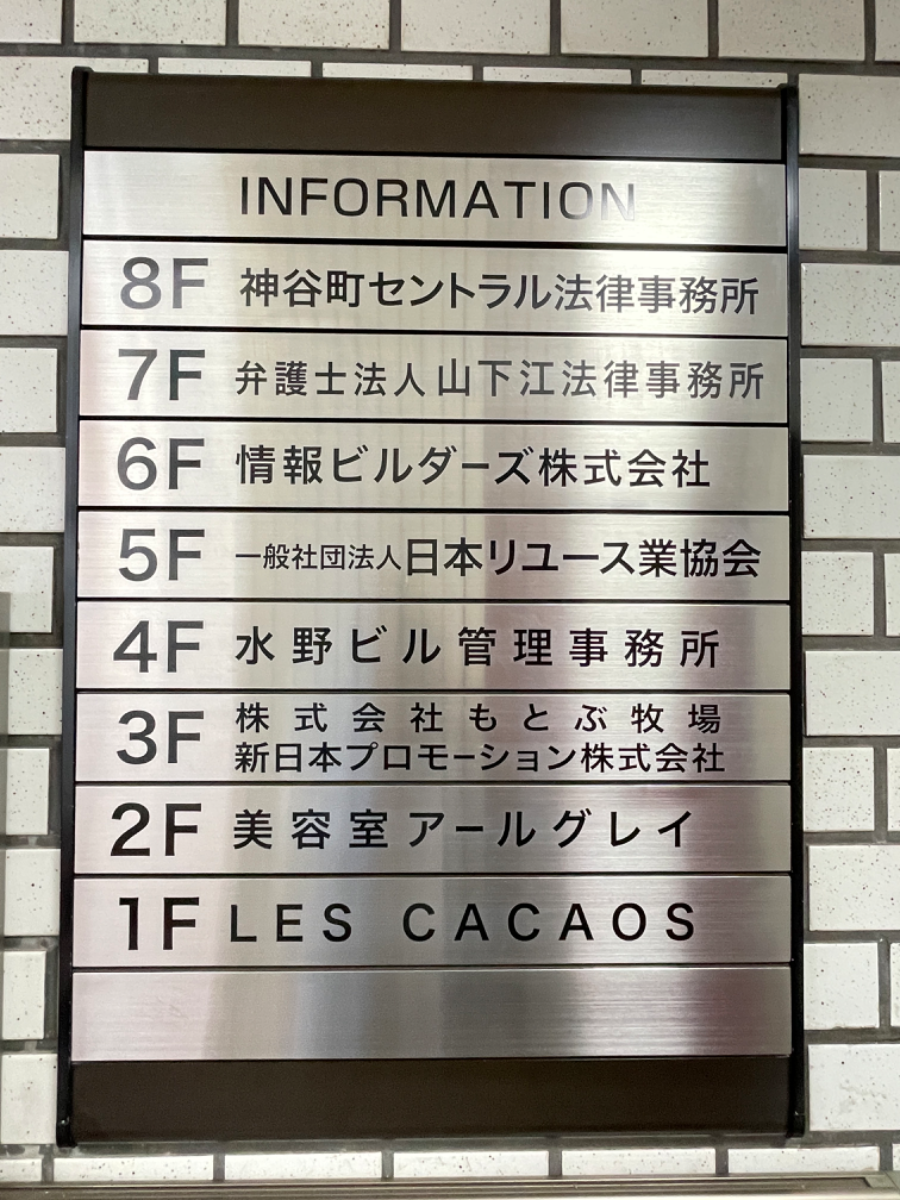 INFORMATION
8F 神谷町セントラル法律事務所
7F 弁護士法人山下江法律事務所
6F 情報ビルダーズ株式会社
5F 一般社団法人日本リユース業協会
4F 水野ビル管理事務所
3F 株式会社もとぶ牧場
新日本プロモーション株式会社
2F 美容室アールグレイ
1F LES CACAOS